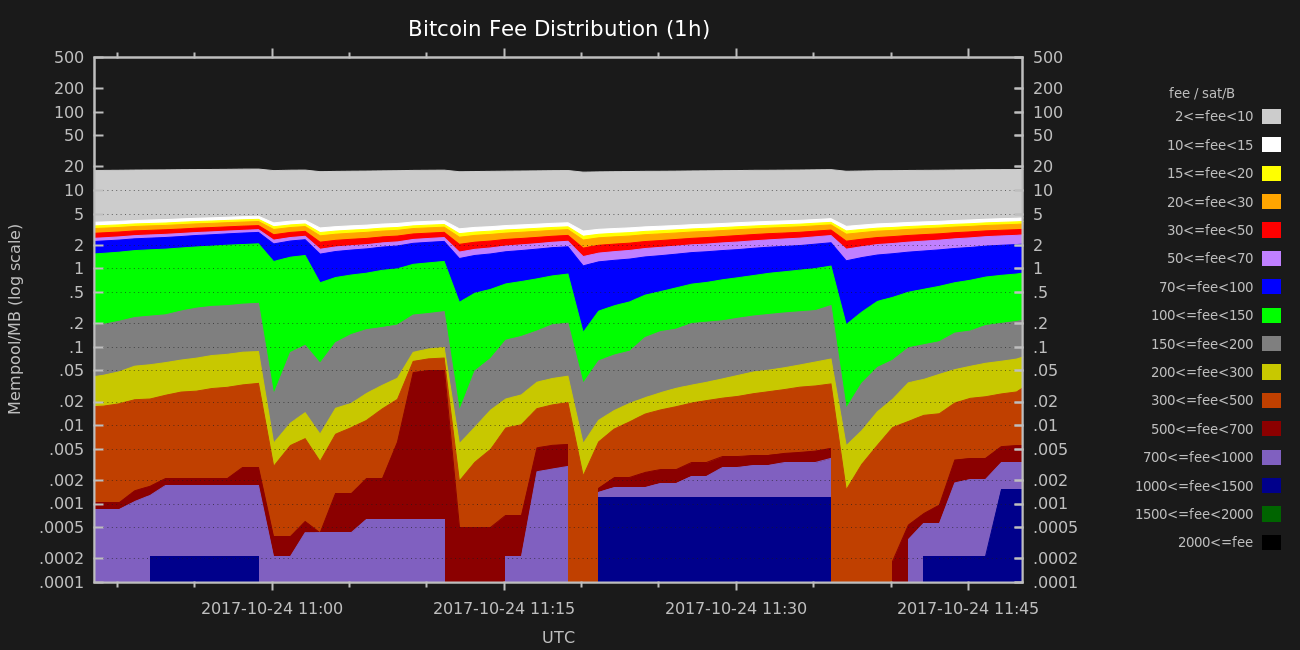 Bitcoin Fee Distribution (1h)
500 500
200 200
100 100
50 50
20 20
10 10
5 5
2 2
1 1
.5 .5
.2 .2
.1 .1
.05 .05
.02 .02
.01 .01
.005 .005
.002 .002
.001 .001
.0005 .0005
.0002 .0002
.0001 .0001
Mempool/MB (log scale)
2017-10-24 11:00 2017-10-24 11:15 2017-10-24 11:30 2017-10-24 11:45
UTC
fee / sat/B
2<=fee<10
10<=fee<15
15<=fee<20
20<=fee<30
30<=fee<50
50<=fee<70
70<=fee<100
100<=fee<150
150<=fee<200
200<=fee<300
300<=fee<500
500<=fee<700
700<=fee<1000
1000<=fee<1500
1500<=fee<2000
2000<=fee